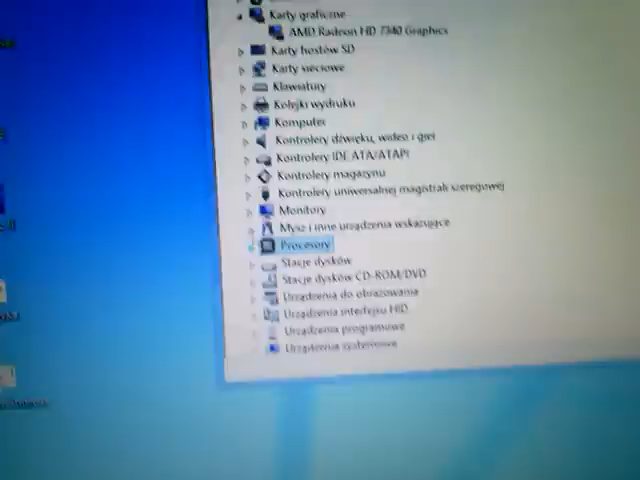 Karty graficzne
AMD Radeon HD 7340 Graphics
Karty hostów SD
Karty sieciowe
Klawiatury
Kolejki wydruku
Komputer
Kontrolery dźwięku, wideo i gier
Kontrolery IDE ATA/ATAPI
Kontrolery magazynu
Kontrolery uniwersalnej magistrali szeregowej
Monitory
Mysz i inne urządzenia wskazujące
Procesory
Stacje dysków
Stacje dysków CD-ROM/DVD
Urządzenia do obrazowania
Urządzenia interfejsu HID
Urządzenia programowe
Urządzenia systemowe